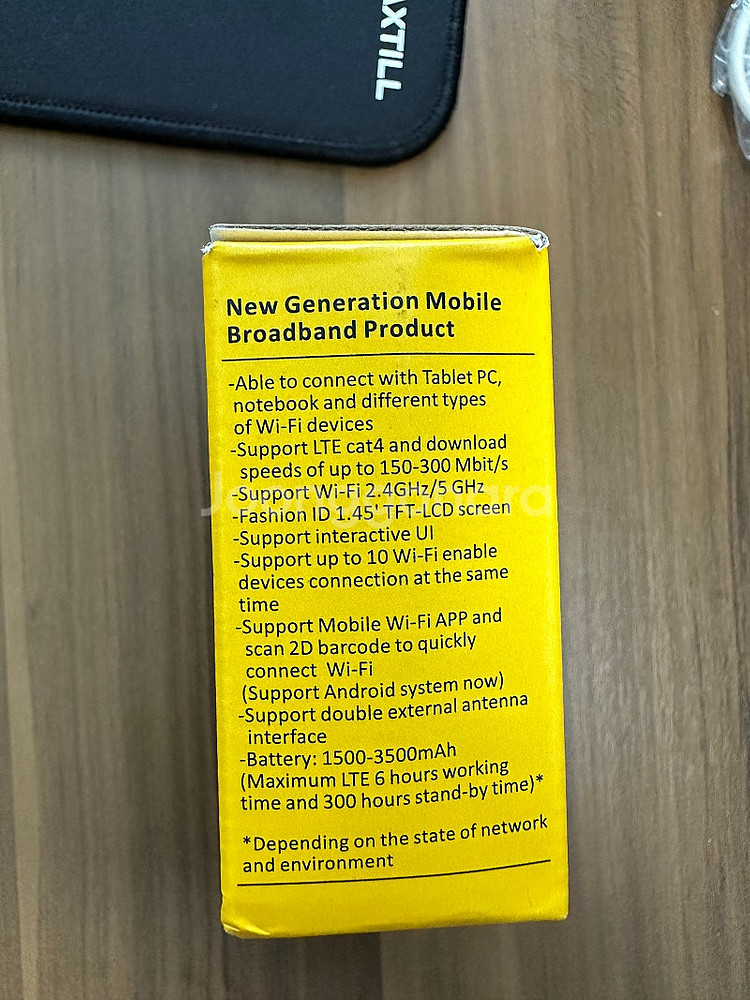 AXTILL
New Generation Mobile
Broadband Product
-Able to connect with Tablet PC,
notebook and different types
of Wi-Fi devices
-Support LTE cat4 and download
speeds of up to 150-300 Mbit/s
-Support Wi-Fi 2.4GHz/5 GHz
-Fashion ID 1.45' TFT-LCD screen
-Support interactive UI
-Support up to 10 Wi-Fi enable
devices connection at the same
time
-Support Mobile Wi-Fi APP and
scan 2D barcode to quickly
connect Wi-Fi
(Support Android system now)
-Support double external antenna
interface
-Battery: 1500-3500mAh
(Maximum LTE 6 hours working
time and 300 hours stand-by time)*
*Depending on the state of network
and environment
Joonggonara